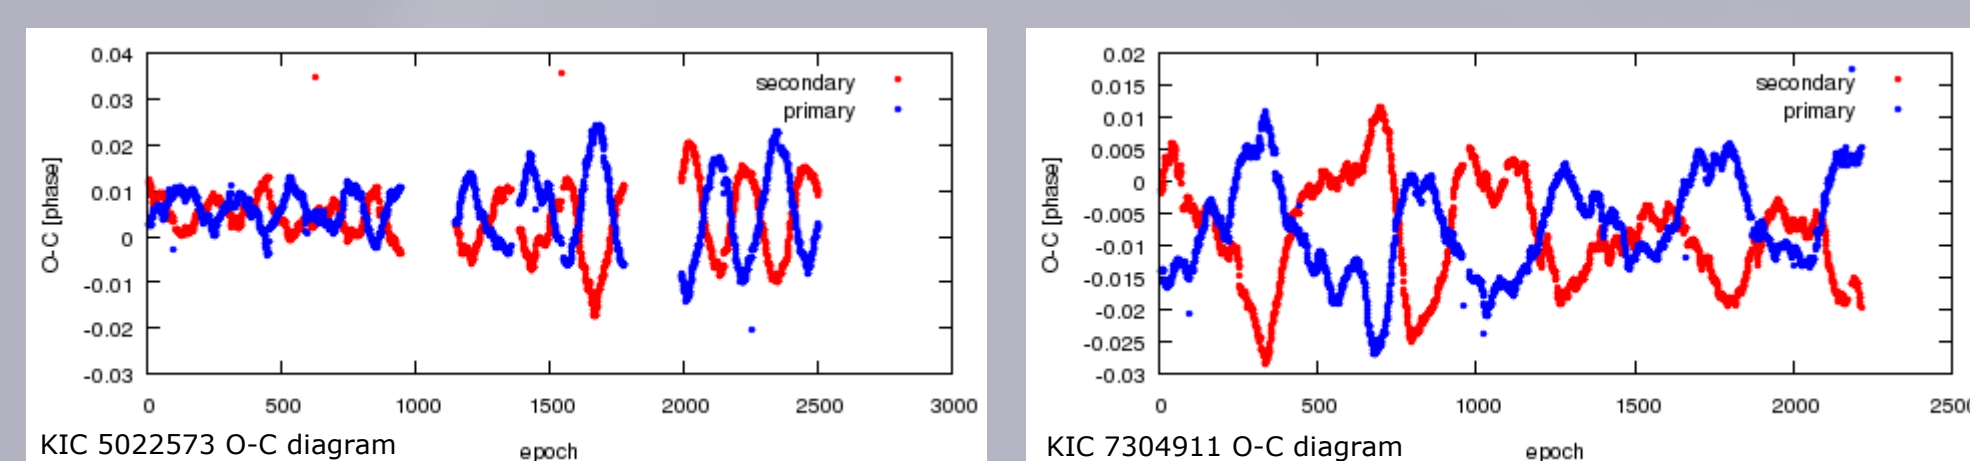 0.04
0.03
0.02
0.01
0
-0.01
-0.02
-0.03
O-C [phase]
secondary
primary
0 500 1000 1500 2000 2500 3000
KIC 5022573 O-C diagram
epoch
0.02
0.015
0.01
0.005
0
-0.005
-0.01
-0.015
-0.02
-0.025
-0.03
O-C [phase]
secondary
primary
0 500 1000 1500 2000 250
KIC 7304911 O-C diagram
epoch